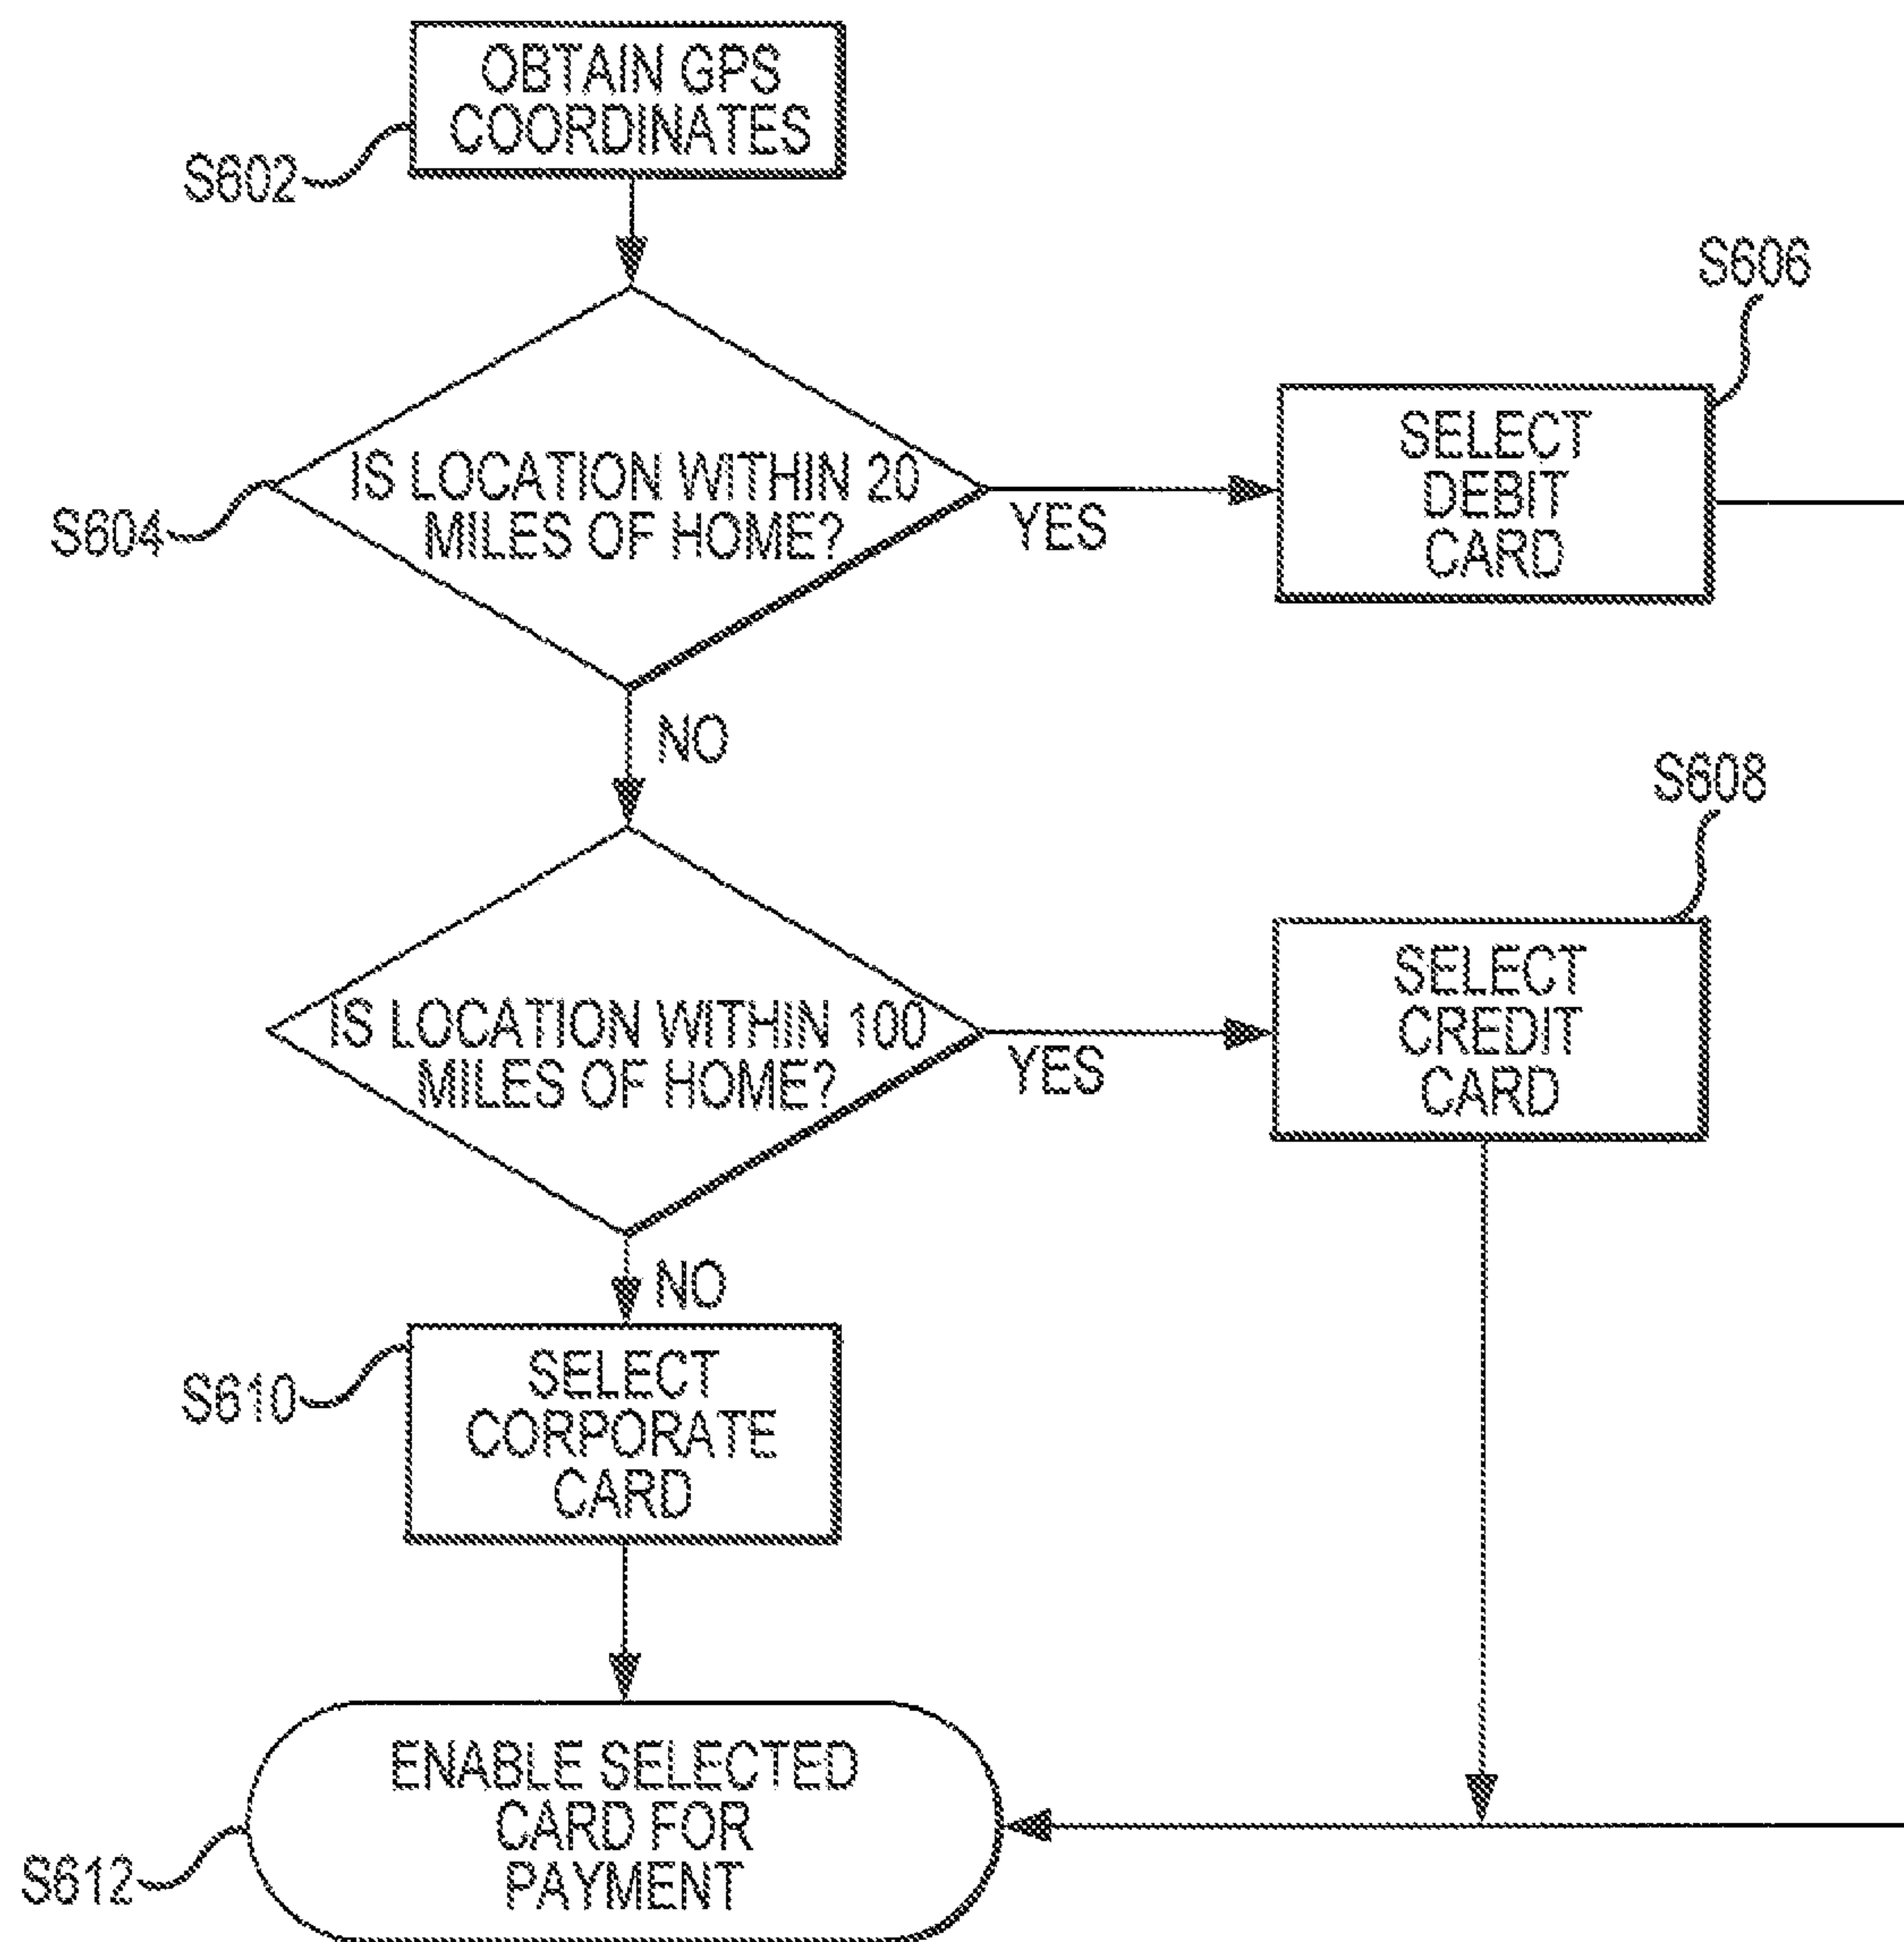 OBTAIN GPS
COORDINATES
S602
S606
IS LOCATION WITHIN 20
MILES OF HOME?
S604
YES
SELECT
DEBIT
CARD
NO
S608
IS LOCATION WITHIN 100
MILES OF HOME?
YES
SELECT
CREDIT
CARD
NO
S610
SELECT
CORPORATE
CARD
ENABLE SELECTED
CARD FOR
PAYMENT
S612